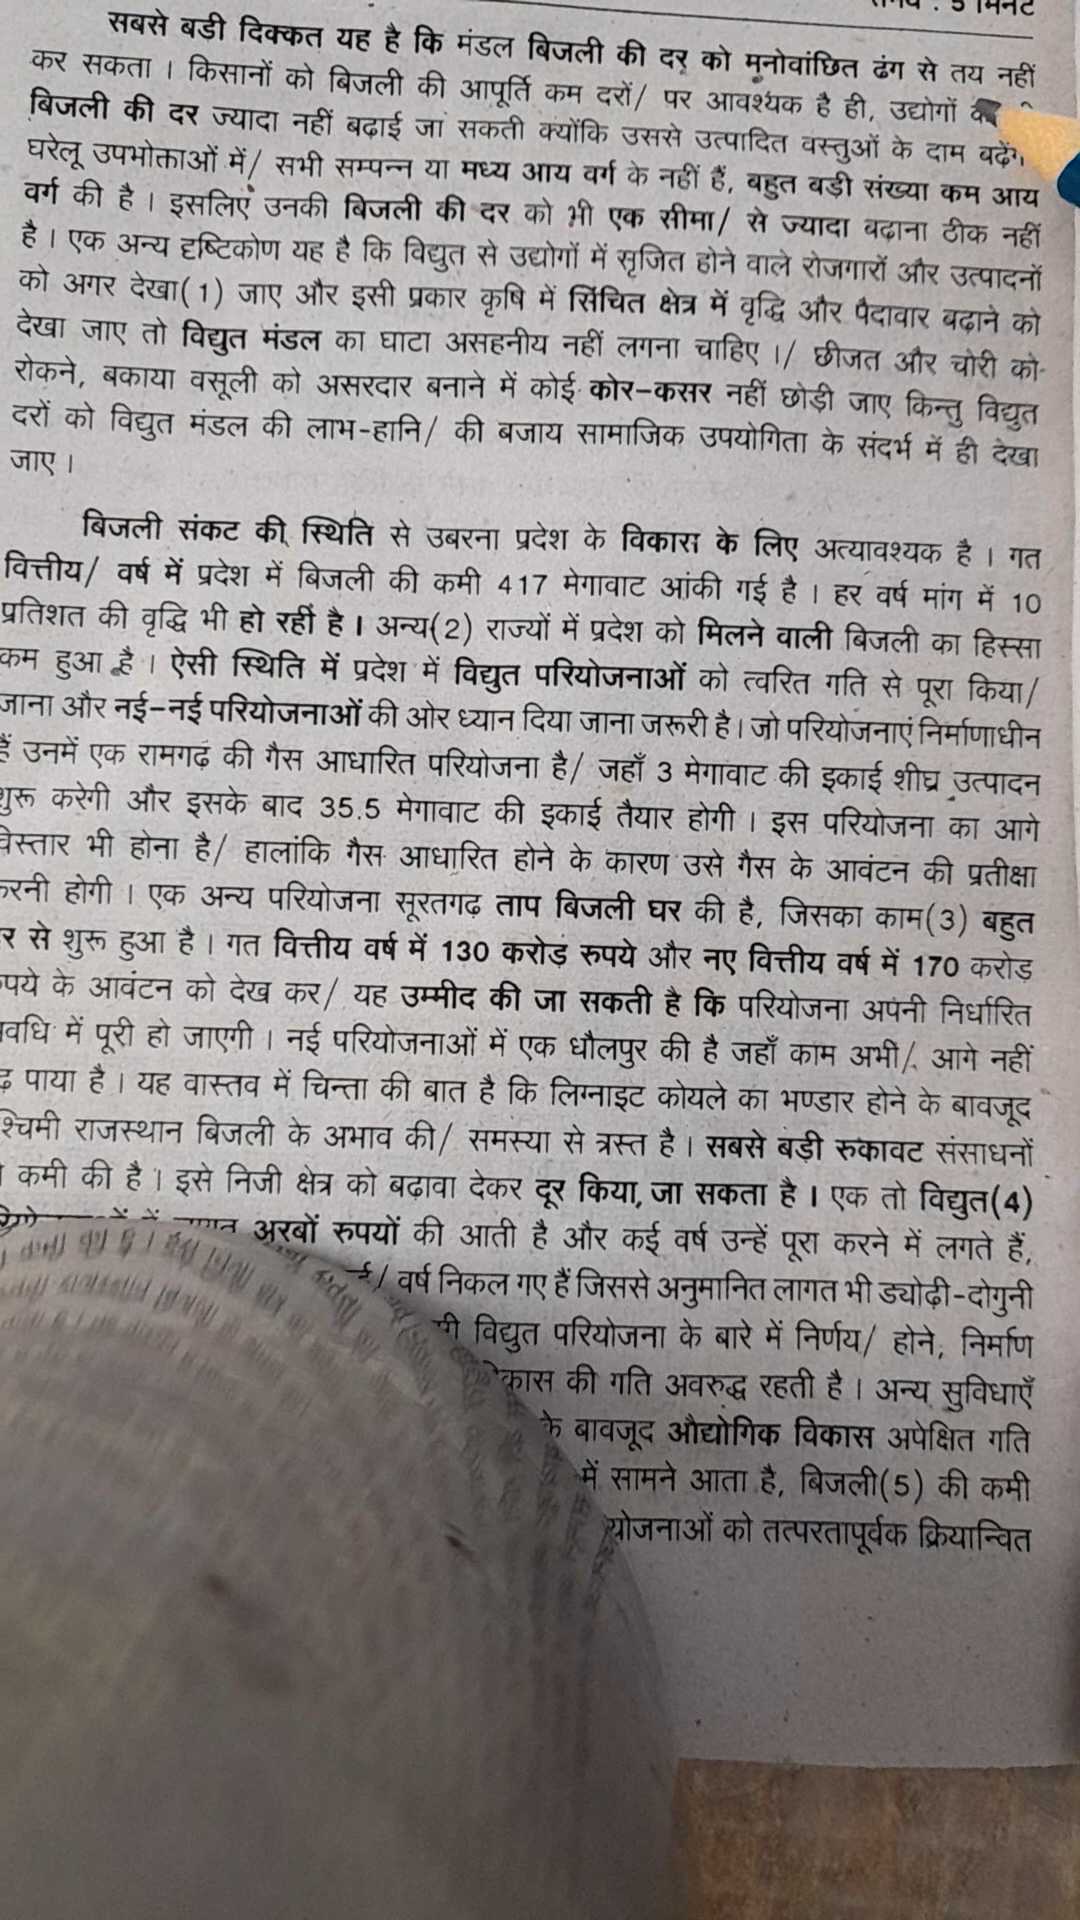 : 5 मिनट
सबसे बड़ी दिक्कत यह है कि मंडल बिजली की दर को मनोवांछित ढंग से तय नहीं
कर सकता । किसानों को बिजली की आपूर्ति कम दरों/ पर आवश्यक है ही, उद्योगों
बिजली की दर ज्यादा नहीं बढ़ाई जा सकती क्योंकि उससे उत्पादित वस्तुओं के दाम
घरेलू उपभोक्ताओं में/ सभी सम्पन्न या मध्य आय वर्ग के नहीं हैं, बहुत बड़ी संख्या कम आय
वर्ग की है । इसलिए उनकी बिजली की दर को भी एक सीमा/ से ज्यादा बढ़ाना ठीक नहीं
है । एक अन्य दृष्टिकोण यह है कि विद्युत से उद्योगों में सृजित होने वाले रोजगारों और उत्पादनों
को अगर देखा(1) जाए और इसी प्रकार कृषि में सिंचित क्षेत्र में वृद्धि और पैदावार बढ़ाने को
देखा जाए तो विद्युत मंडल का घाटा असहनीय नहीं लगना चाहिए ।/ छीजत और चोरी को
रोकने, बकाया वसूली को असरदार बनाने में कोई कोर-कसर नहीं छोड़ी जाए किन्तु विद्युत
दरों को विद्युत मंडल की लाभ-हानि/ की बजाय सामाजिक उपयोगिता के संदर्भ में ही देखा
जाए ।
बिजली संकट की स्थिति से उबरना प्रदेश के विकास के लिए अत्यावश्यक है । गत
वित्तीय/ वर्ष में प्रदेश में बिजली की कमी 417 मेगावाट आंकी गई है । हर वर्ष मांग में 10
प्रतिशत की वृद्धि भी हो रहीं है । अन्य(2) राज्यों में प्रदेश को मिलने वाली बिजली का हिस्सा
कम हुआ है । ऐसी स्थिति में प्रदेश में विद्युत परियोजनाओं को त्वरित गति से पूरा किया/
जाना और नई-नई परियोजनाओं की ओर ध्यान दिया जाना जरूरी है । जो परियोजनाएं निर्माणाधीन
हैं उनमें एक रामगढ़ की गैस आधारित परियोजना है/ जहाँ 3 मेगावाट की इकाई शीघ्र उत्पादन
शुरू करेगी और इसके बाद 35.5 मेगावाट की इकाई तैयार होगी । इस परियोजना का आगे
विस्तार भी होना है/ हालांकि गैस आधारित होने के कारण उसे गैस के आवंटन की प्रतीक्षा
करनी होगी । एक अन्य परियोजना सूरतगढ़ ताप बिजली घर की है, जिसका काम(3) बहुत
से शुरू हुआ है । गत वित्तीय वर्ष में 130 करोड़ रुपये और नए वित्तीय वर्ष में 170 करोड़
के आवंटन को देख कर/ यह उम्मीद की जा सकती है कि परियोजना अपनी निर्धारित
में पूरी हो जाएगी । नई परियोजनाओं में एक धौलपुर की है जहाँ काम अभी/ आगे नहीं
पाया है । यह वास्तव में चिन्ता की बात है कि लिग्नाइट कोयले का भण्डार होने के बावजूद
राजस्थान बिजली के अभाव की/ समस्या से त्रस्त है । सबसे बड़ी रुकावट संसाधनों
कमी की है । इसे निजी क्षेत्र को बढ़ावा देकर दूर किया जा सकता है । एक तो विद्युत(4)
अरबों रुपयों की आती है और कई वर्ष उन्हें पूरा करने में लगते हैं,
/ वर्ष निकल गए हैं जिससे अनुमानित लागत भी ड्योढ़ी-दोगुनी
विद्युत परियोजना के बारे में निर्णय/ होने, निर्माण
की गति अवरुद्ध रहती है । अन्य सुविधाएँ
के बावजूद औद्योगिक विकास अपेक्षित गति
में सामने आता है, बिजली(5) की कमी
को तत्परतापूर्वक क्रियान्वित